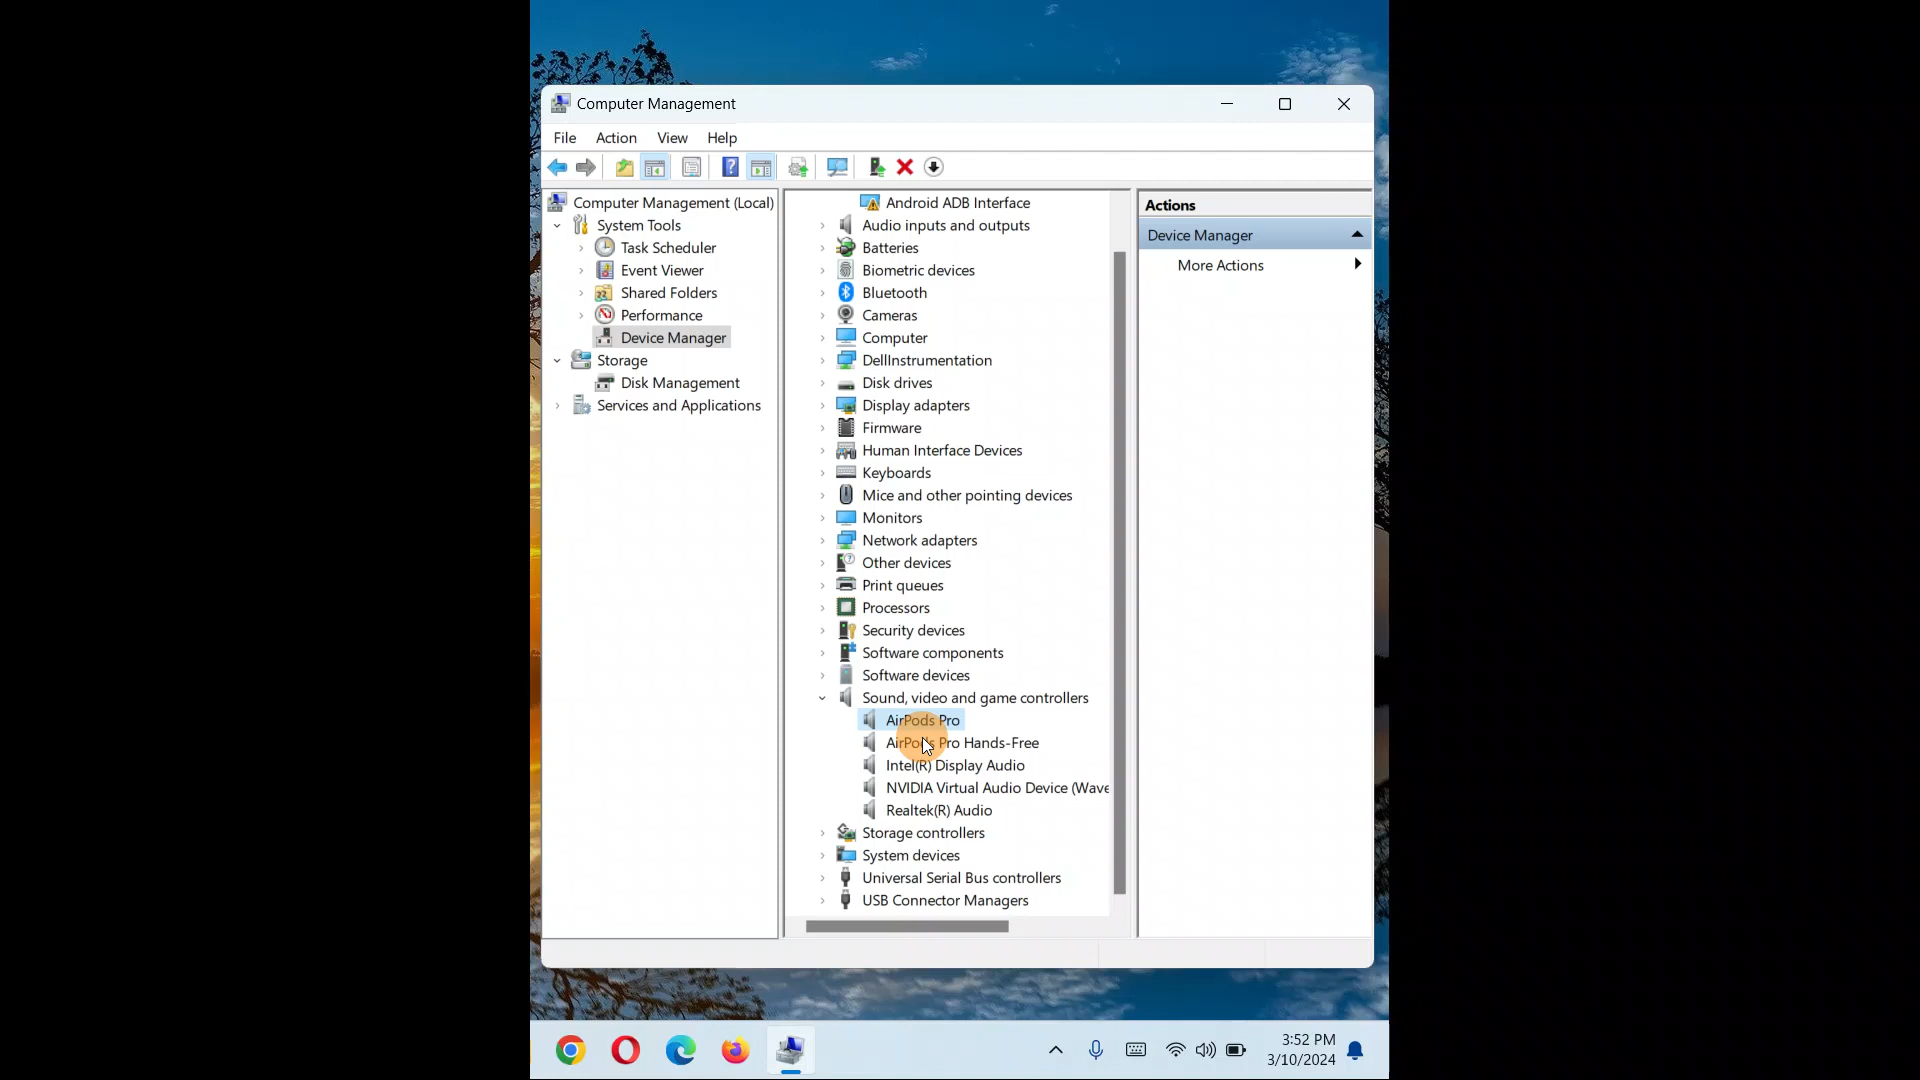 Computer Management
File Action View Help
Computer Management (Local)
System Tools
Task Scheduler
Event Viewer
Shared Folders
Performance
Device Manager
Storage
Disk Management
Services and Applications
Android ADB Interface
Audio inputs and outputs
Batteries
Biometric devices
Bluetooth
Cameras
Computer
DellInstrumentation
Disk drives
Display adapters
Firmware
Human Interface Devices
Keyboards
Mice and other pointing devices
Monitors
Network adapters
Other devices
Print queues
Processors
Security devices
Software components
Software devices
Sound, video and game controllers
AirPods Pro
AirPods Pro Hands-Free
Intel(R) Display Audio
NVIDIA Virtual Audio Device (Wave
Realtek(R) Audio
Storage controllers
System devices
Universal Serial Bus controllers
USB Connector Managers
Actions
Device Manager
More Actions
3:52 PM
3/10/2024